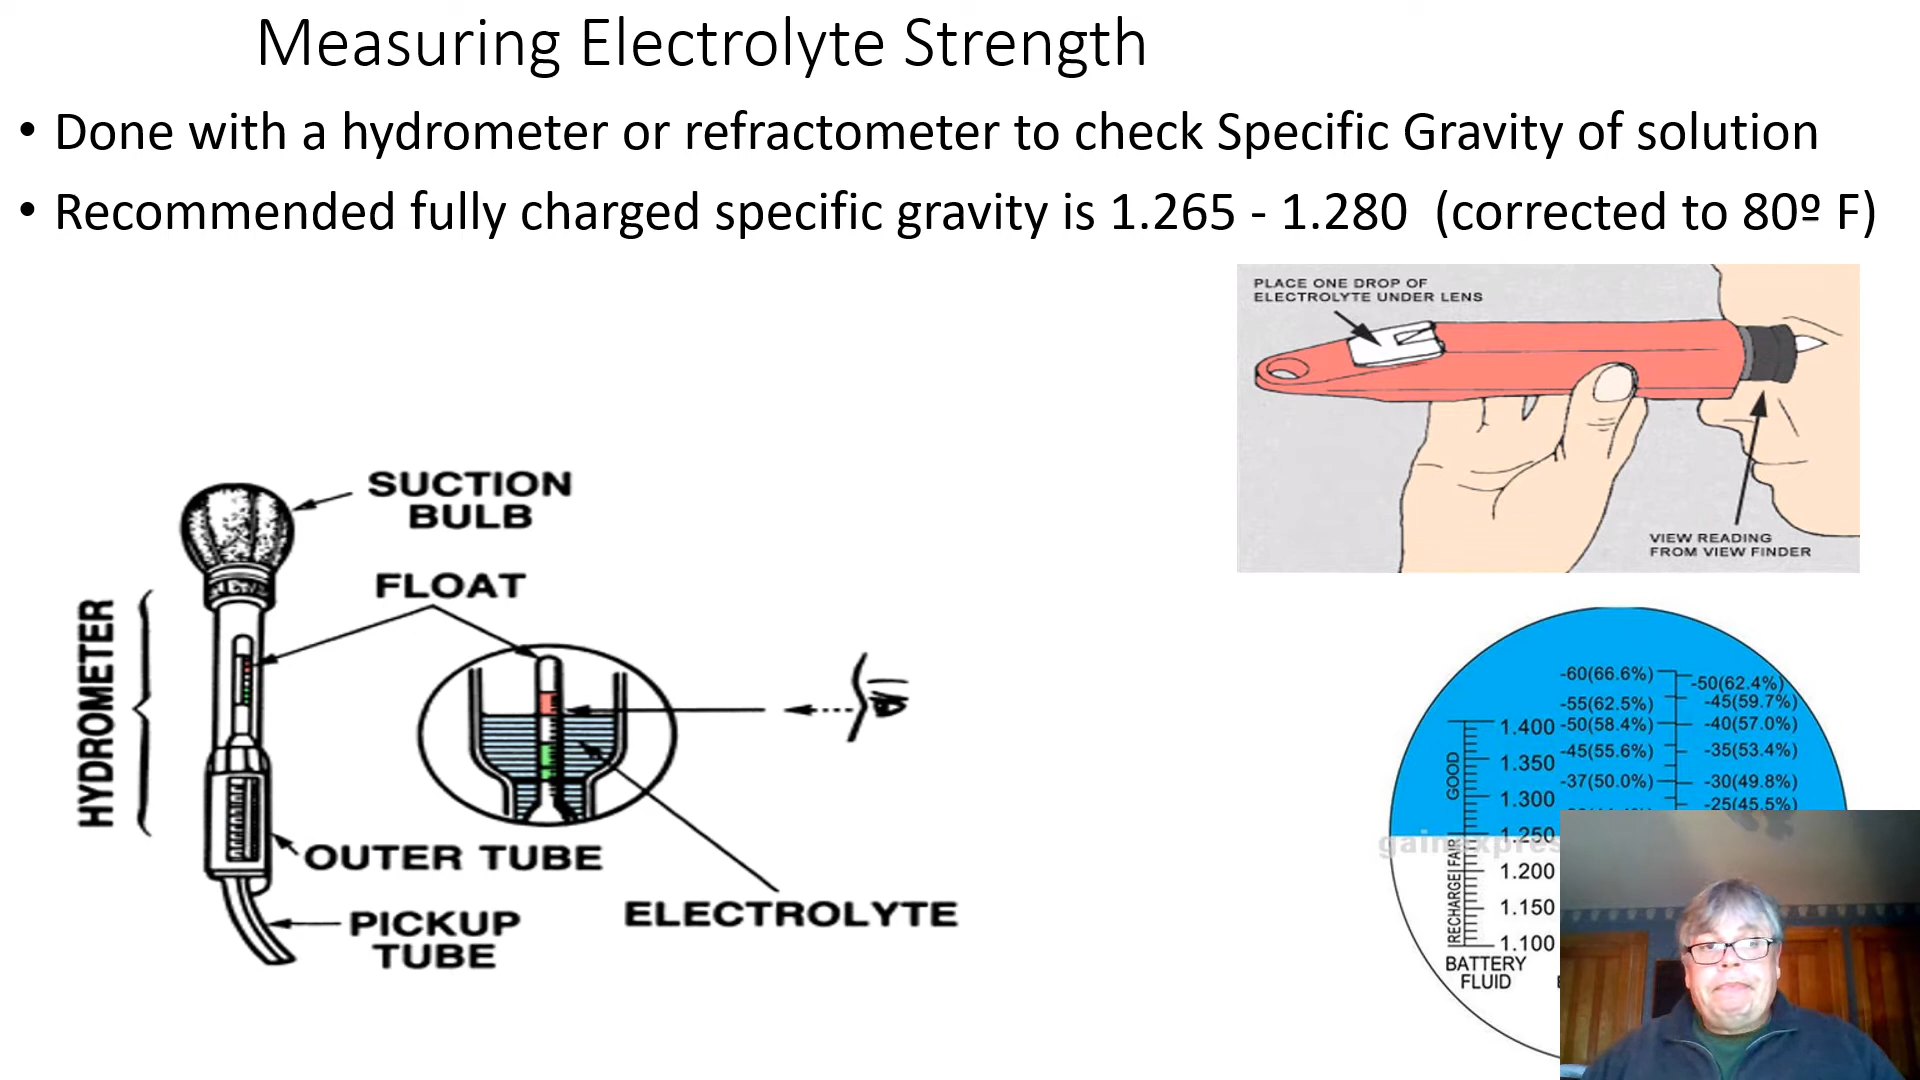 Measuring Electrolyte Strength
• Done with a hydrometer or refractometer to check Specific Gravity of solution
• Recommended fully charged specific gravity is 1.265 - 1.280 (corrected to 80º F)
PLACE ONE DROP OF
ELECTROLYTE UNDER LENS
VIEW READING
FROM VIEW FINDER
SUCTION
BULB
FLOAT
HYDROMETER
OUTER TUBE
PICKUP
TUBE
ELECTROLYTE
-60(66.6%)
-55(62.5%)
-50(58.4%)
-45(55.6%)
-37(50.0%)
-50(62.4%)
-45(59.7%)
-40(57.0%)
-35(53.4%)
-30(49.8%)
-25(45.5%)
1.400
1.350
1.300
1.250
1.200
1.150
1.100
GOOD
FAIR
RECHARGE
BATTERY
FLUID